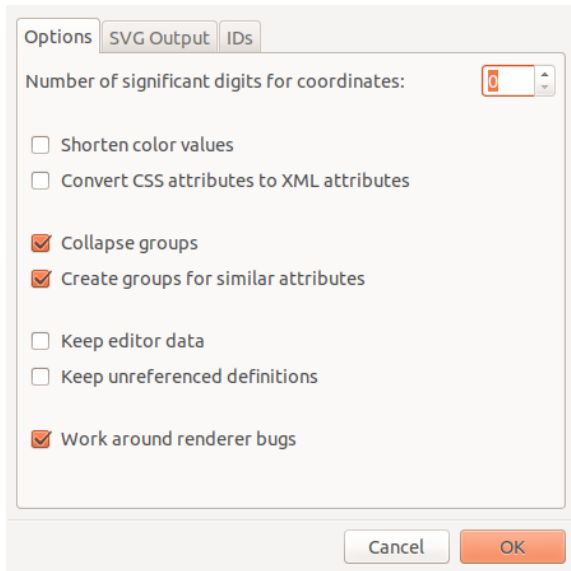 Options SVG Output IDs
Number of significant digits for coordinates: 0
Shorten color values
Convert CSS attributes to XML attributes
Collapse groups
Create groups for similar attributes
Keep editor data
Keep unreferenced definitions
Work around renderer bugs
Cancel OK